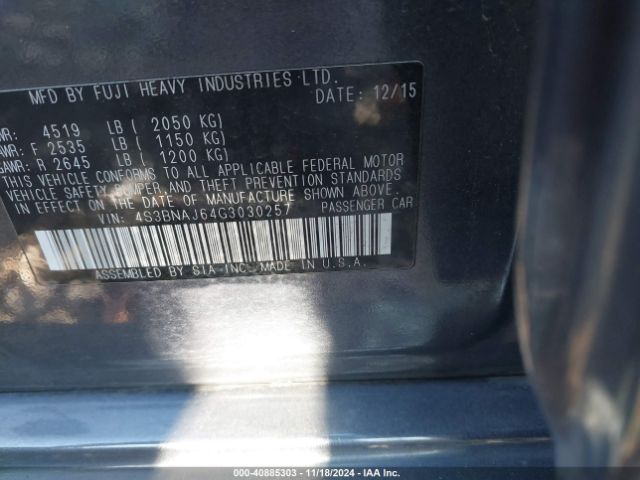 MFD BY FUJI HEAVY INDUSTRIES LTD.
DATE: 12/15
WR: 4519 LB ( 2050 KG)
AWR: F 2535 LB ( 1150 KG)
GAWR: R 2645 LB ( 1200 KG)
THIS VEHICLE CONFORMS TO ALL APPLICABLE FEDERAL MOTOR
VEHICLE SAFETY, BUMPER, AND THEFT PREVENTION STANDARDS
IN EFFECT ON THE DATE OF MANUFACTURE SHOWN ABOVE.
VIN: 4S3BNAJ64G3030257 PASSENGER CAR
ASSEMBLED BY SIA-INC. MADE IN U.S.A.
000-40885303 - 11/18/2024 - IAA Inc.